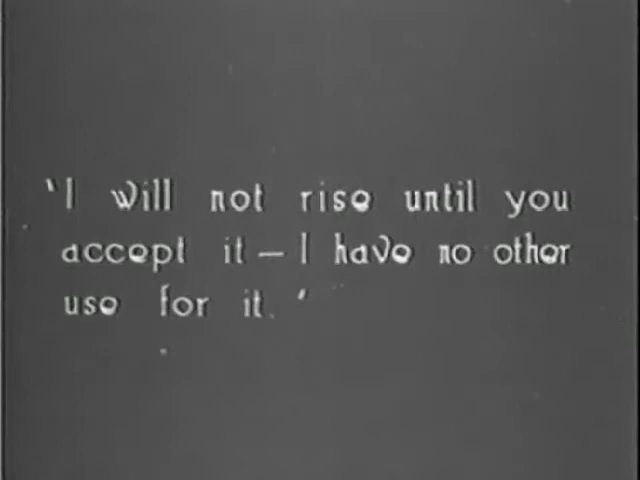 'I will not rise until you
accept it — I have no other
use for it.'